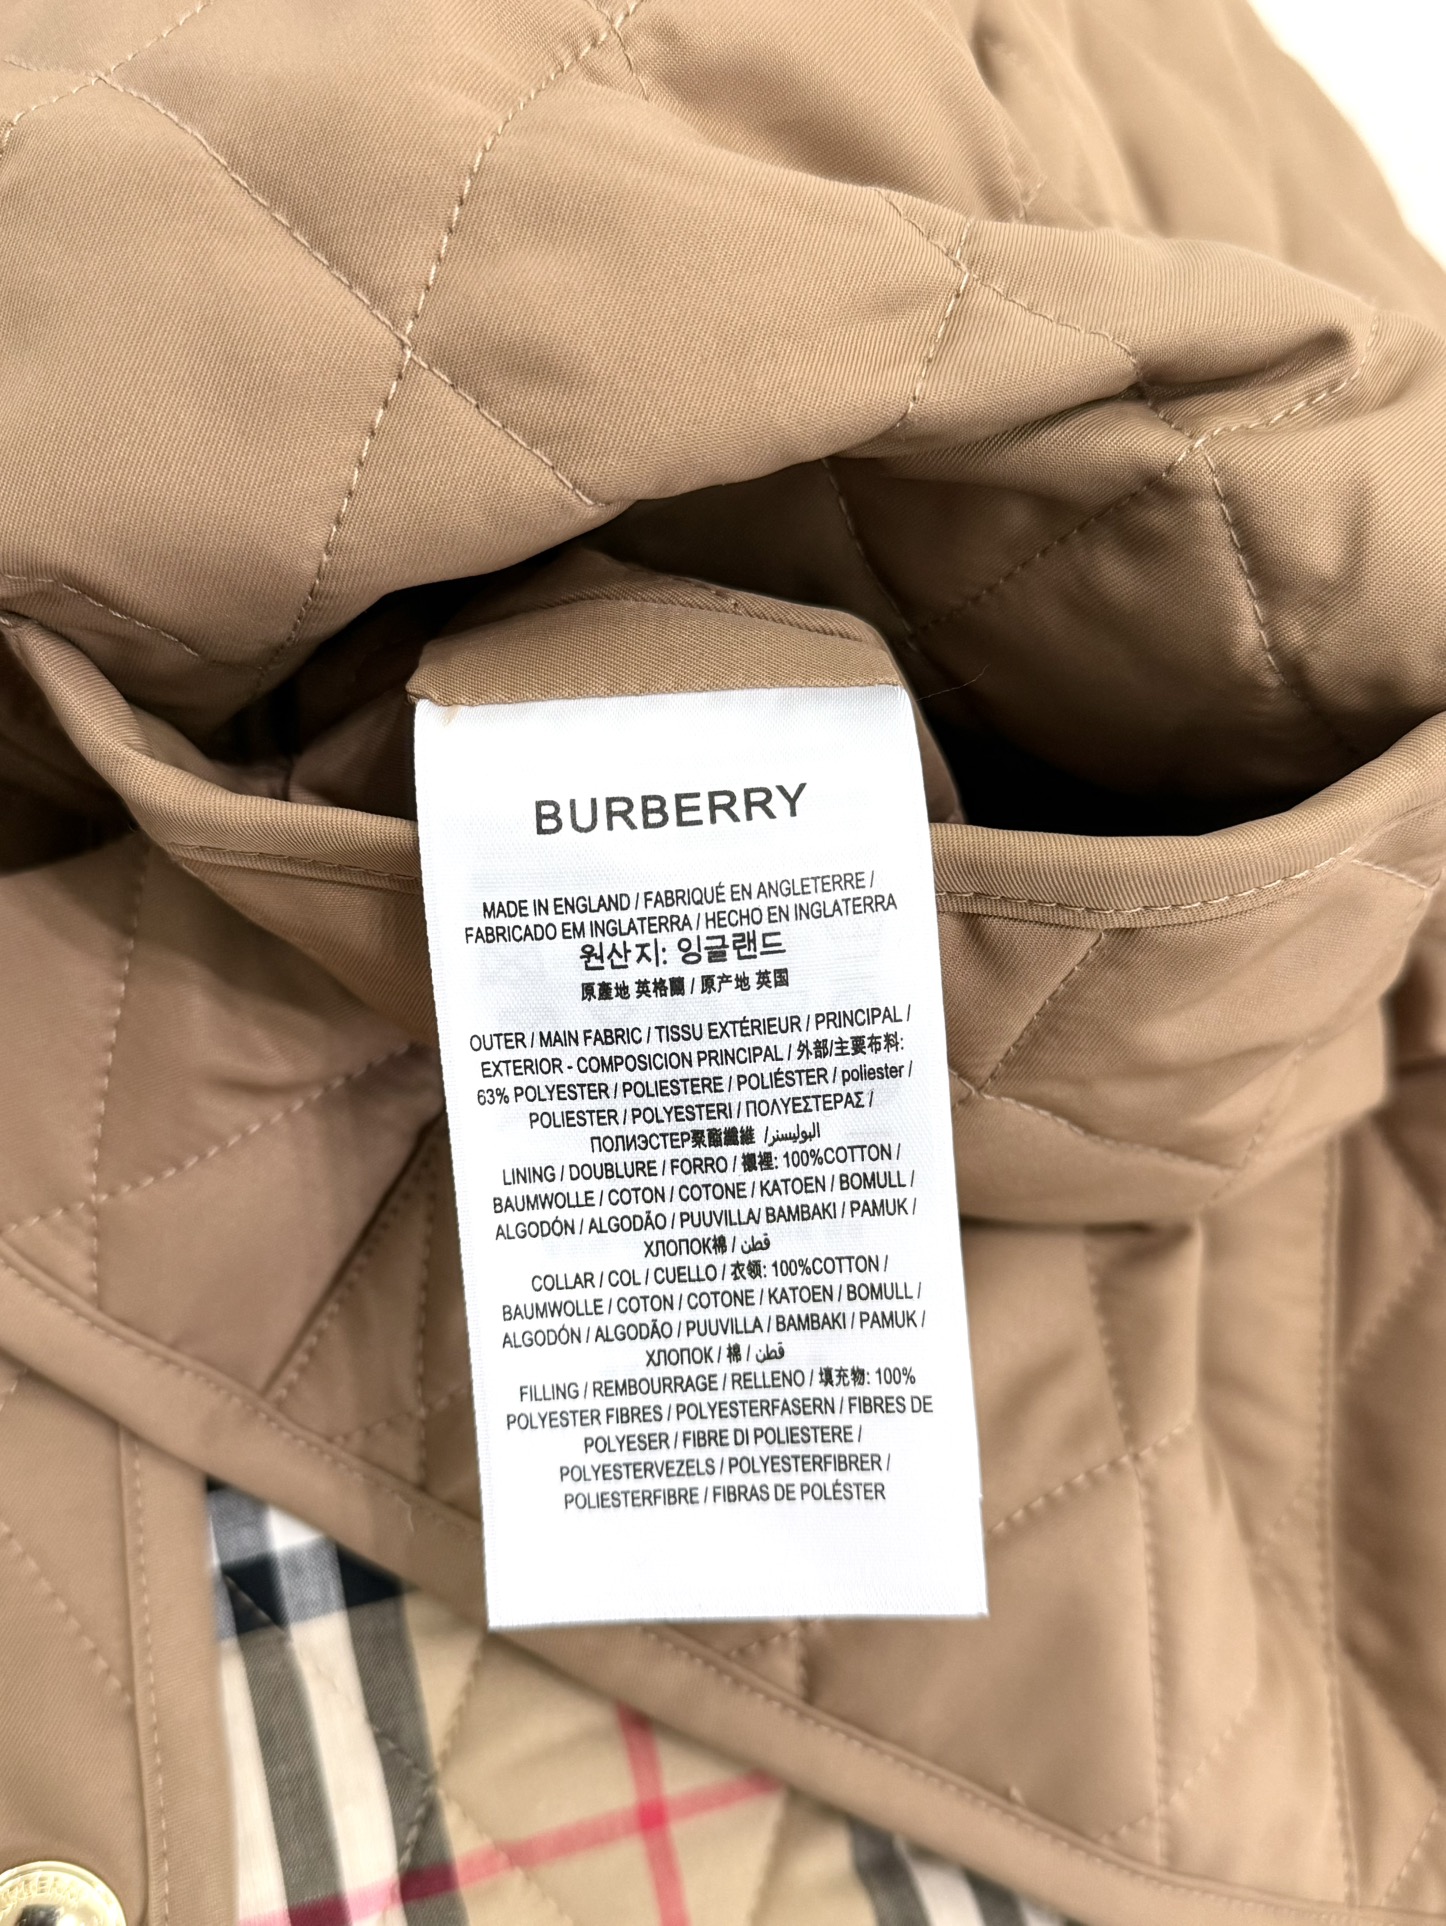 BURBERRY
MADE IN ENGLAND / FABRIQUÉ EN ANGLETERRE /
FABRICADO EM INGLATERRA / HECHO EN INGLATERRA
원산지: 잉글랜드
原產地 英格蘭 / 原产地 英国
OUTER / MAIN FABRIC / TISSU EXTÉRIEUR / PRINCIPAL /
EXTERIOR - COMPOSICION PRINCIPAL / 外部/主要布料:
63% POLYESTER / POLIESTERE / POLIÉSTER / poliester /
POLIESTER / POLYESTERI / ΠΟΛΥΕΣΤΕΡΑΣ /
ПОЛИЭСТЕР聚酯纖維 /البوليستر
LINING / DOUBLURE / FORRO / 襯裡: 100%COTTON /
BAUMWOLLE / COTON / COTONE / KATOEN / BOMULL /
ALGODÓN / ALGODÃO / PUUVILLA/ BAMBAKI / PAMUK /
ХЛОПОК棉 / قطن
COLLAR / COL / CUELLO / 衣领: 100%COTTON /
BAUMWOLLE / COTON / COTONE / KATOEN / BOMULL /
ALGODÓN / ALGODÃO / PUUVILLA / BAMBAKI / PAMUK /
ХЛОПОК / 棉 / قطن
FILLING / REMBOURRAGE / RELLENO / 填充物: 100%
POLYESTER FIBRES / POLYESTERFASERN / FIBRES DE
POLYESER / FIBRE DI POLIESTERE /
POLYESTERVEZELS / POLYESTERFIBRER /
POLIESTERFIBRE / FIBRAS DE POLÉSTER